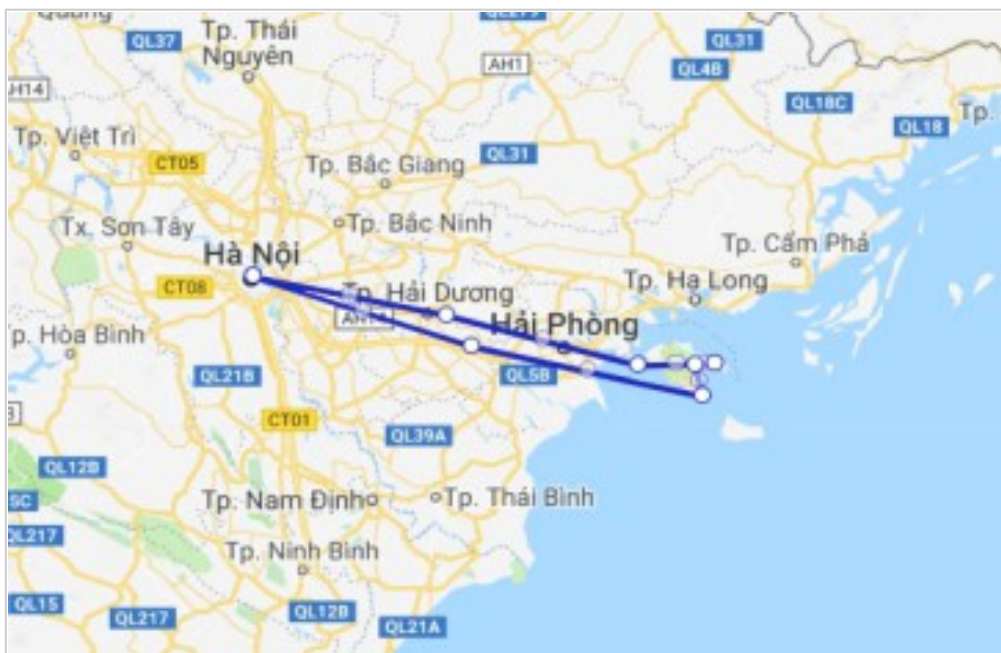 Quang
QL37
Tp. Thái
Nguyên
AH1
QL31
QL4B
AH14
QL18C
Tp.
Tp. Việt Trì
QL18
CT05
Tp. Bắc Giang
QL31
Tp. Bắc Ninh
Tx. Sơn Tây
Hà Nội
Tp. Cẩm Phả
Tp. Hạ Long
CT08
Tp. Hải Dương
Hải Phòng
Tp. Hòa Bình
QL5B
QL21B
CT01
QL39A
QL12B
Tp. Nam Định
Tp. Thái Bình
QL217
Tp. Ninh Bình
QL15
QL217
QL12B
QL21A